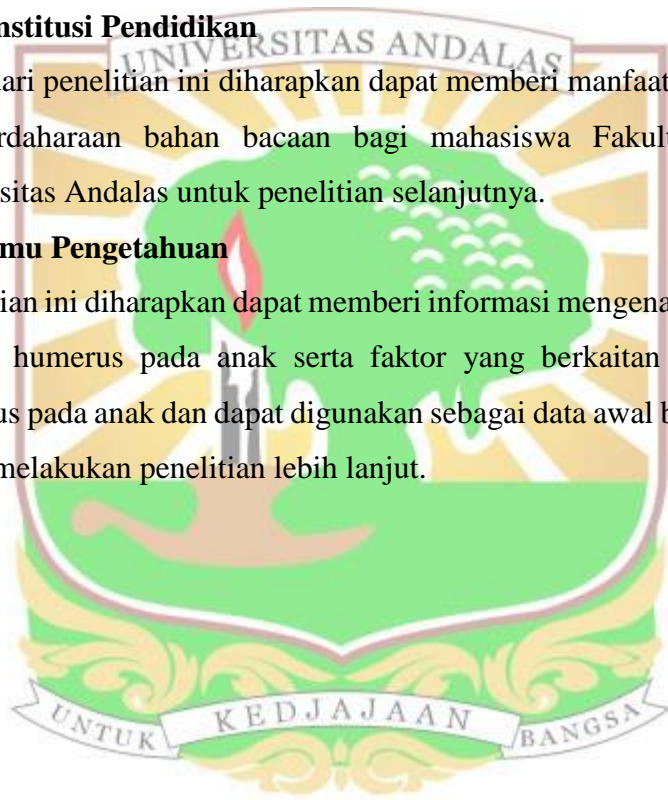 nstitusi Pendidikan
UNIVERSITAS ANDALAS
ari penelitian ini diharapkan dapat memberi manfaat
rdaharaan bahan bacaan bagi mahasiswa Fakult
sitas Andalas untuk penelitian selanjutnya.
mu Pengetahuan
ian ini diharapkan dapat memberi informasi mengena
humerus pada anak serta faktor yang berkaitan
us pada anak dan dapat digunakan sebagai data awal b
melakukan penelitian lebih lanjut.
UNTUK KEDJAJAAN BANGSA